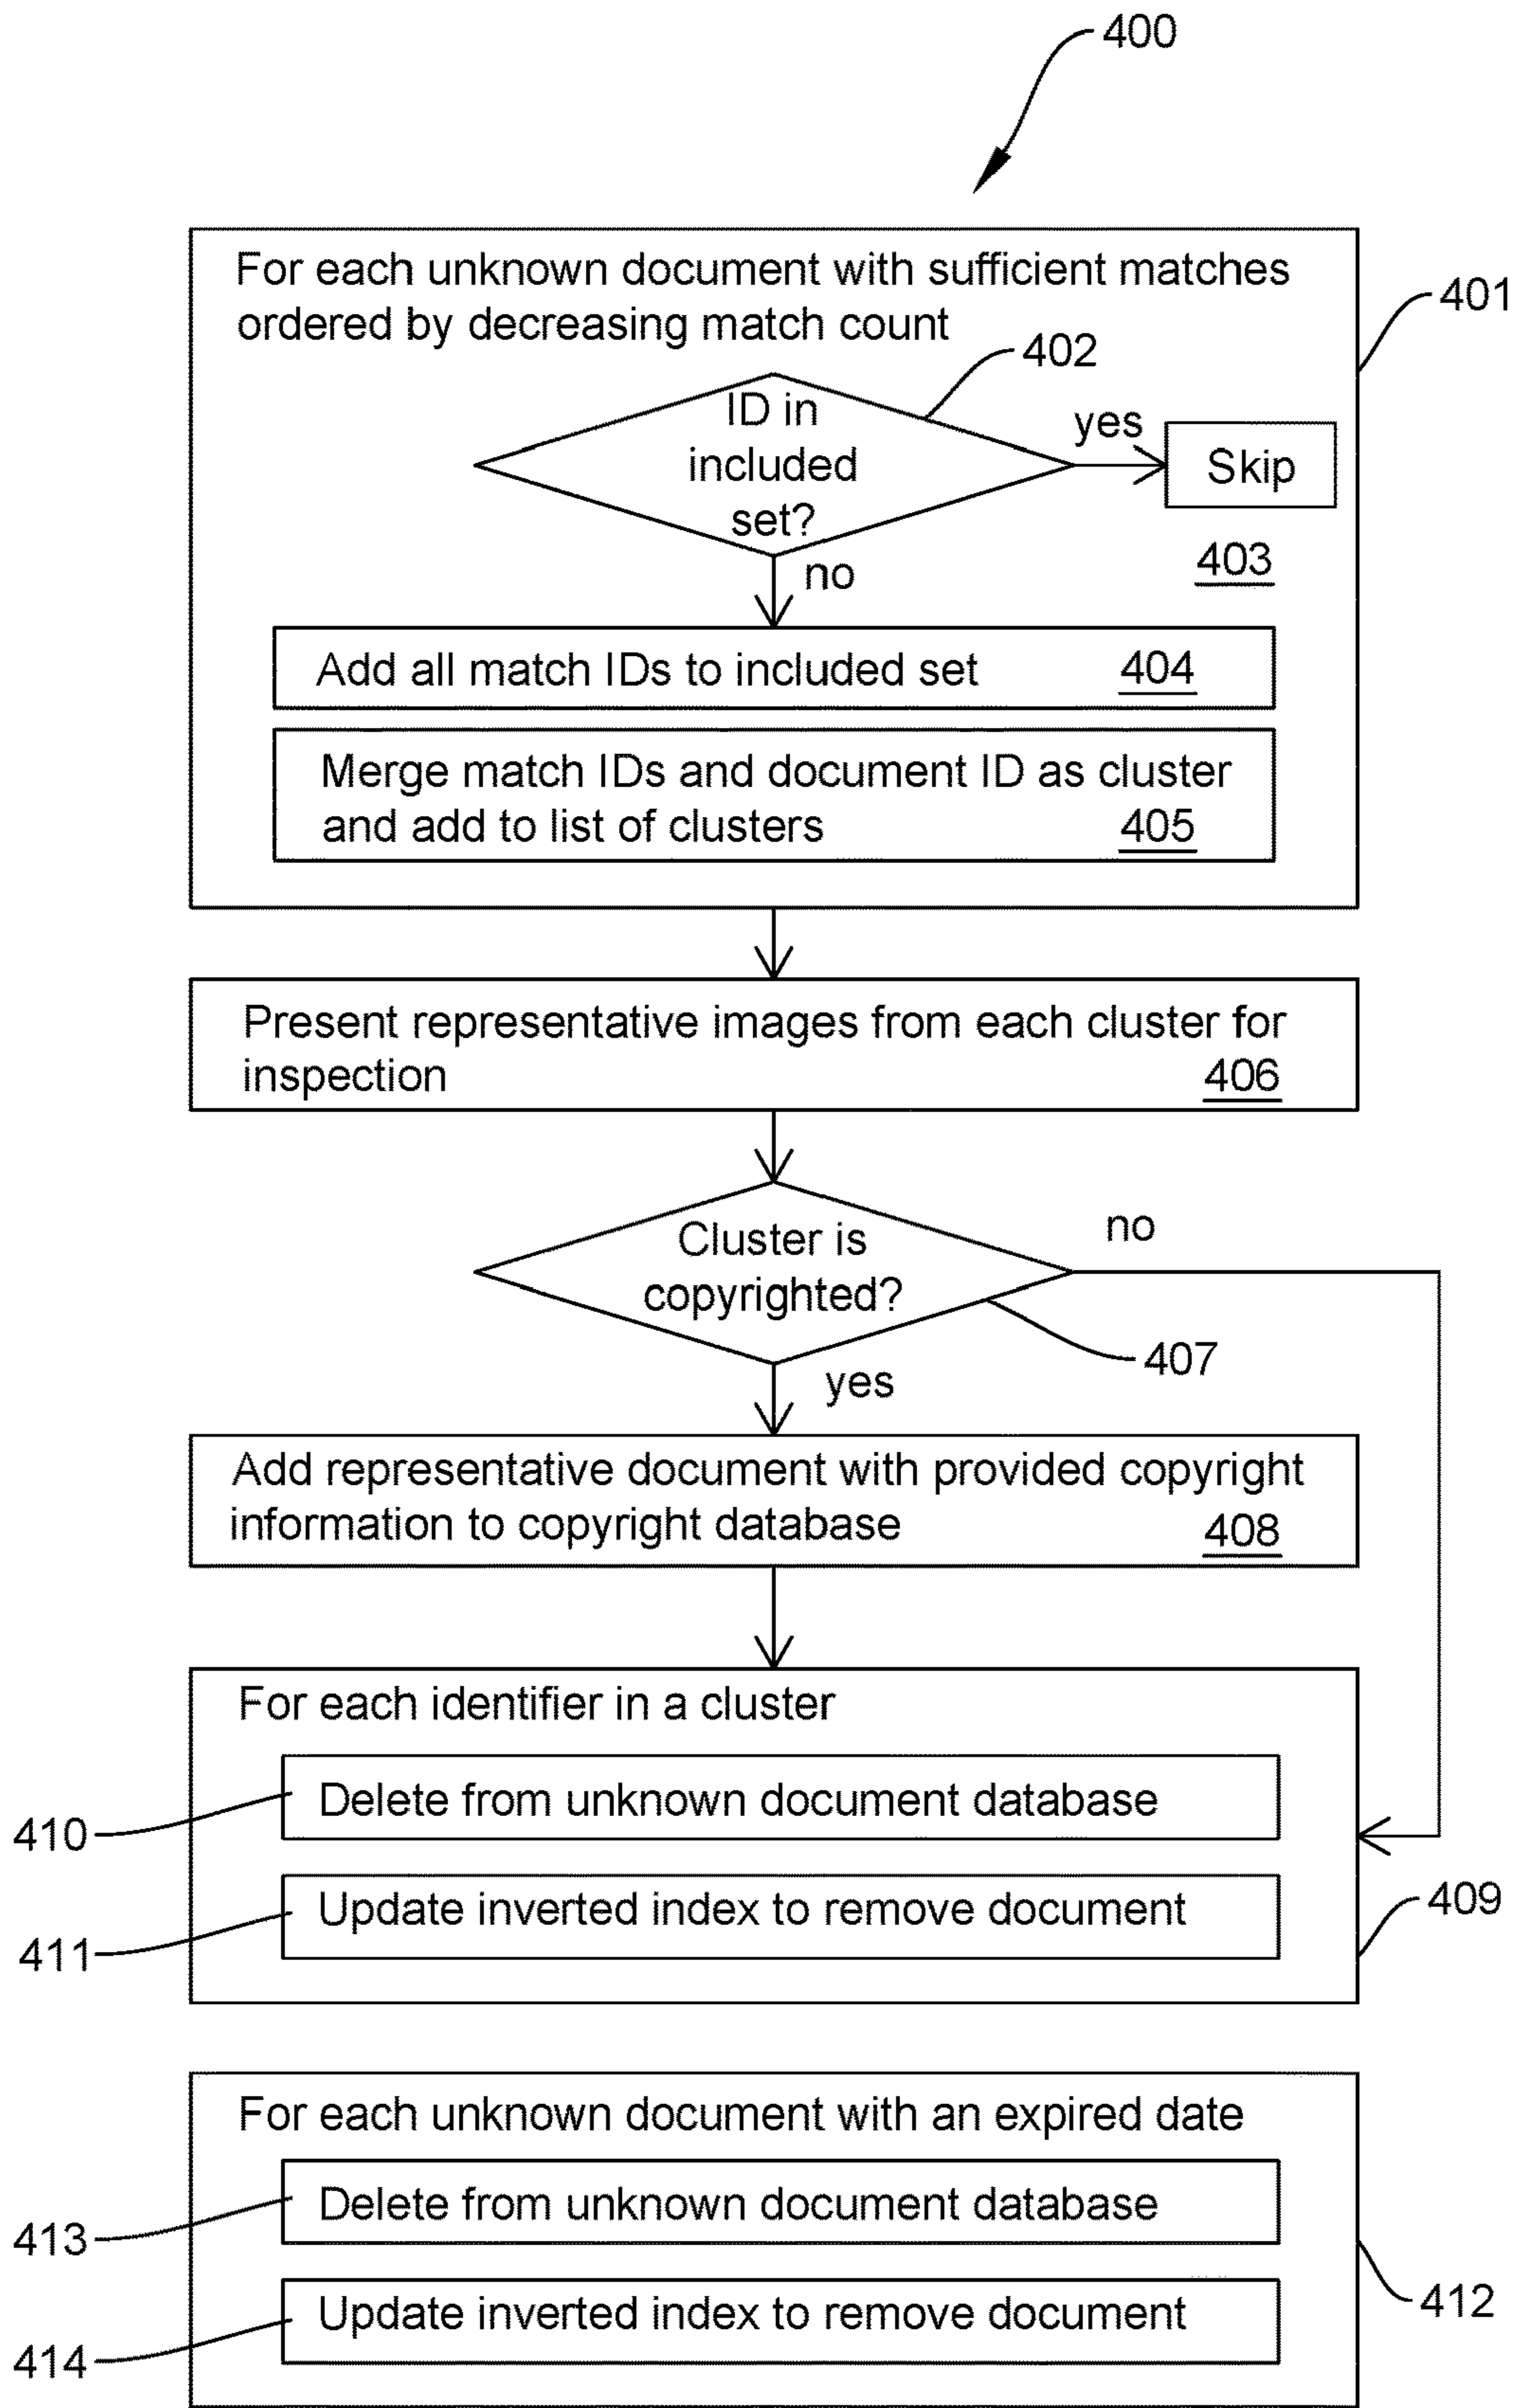 400
For each unknown document with sufficient matches
ordered by decreasing match count
401
402
ID in
included
set?
yes
Skip
403
no
Add all match IDs to included set 404
Merge match IDs and document ID as cluster
and add to list of clusters 405
Present representative images from each cluster for
inspection 406
Cluster is
copyrighted?
no
407
yes
Add representative document with provided copyright
information to copyright database 408
For each identifier in a cluster
Delete from unknown document database
410
409
Update inverted index to remove document
411
For each unknown document with an expired date
Delete from unknown document database
413
412
Update inverted index to remove document
414